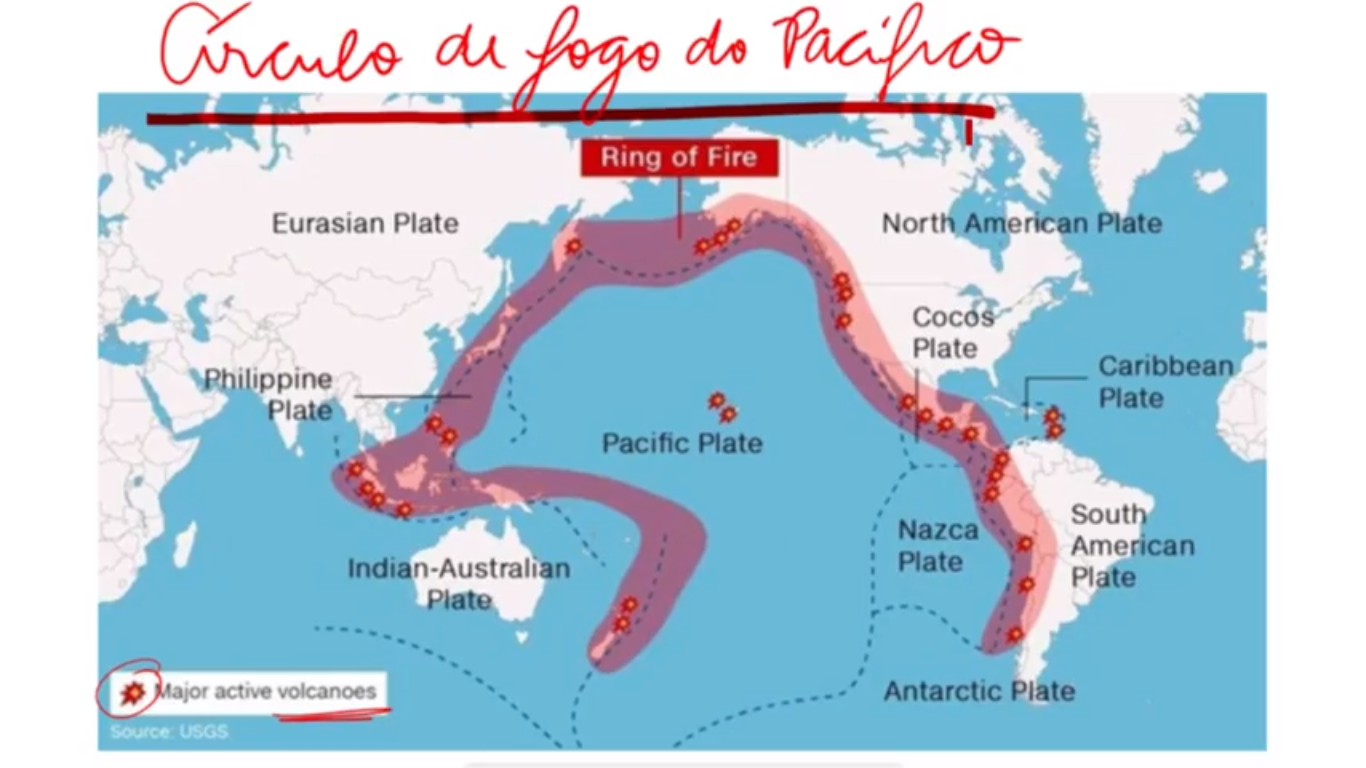 Círculo de fogo do Pacífico
Ring of Fire
Eurasian Plate
North American Plate
Cocos
Plate
Caribbean
Plate
Philippine
Plate
Pacific Plate
Nazca
Plate
South
American
Plate
Indian-Australian
Plate
Antarctic Plate
Major active volcanoes
Source: USGS